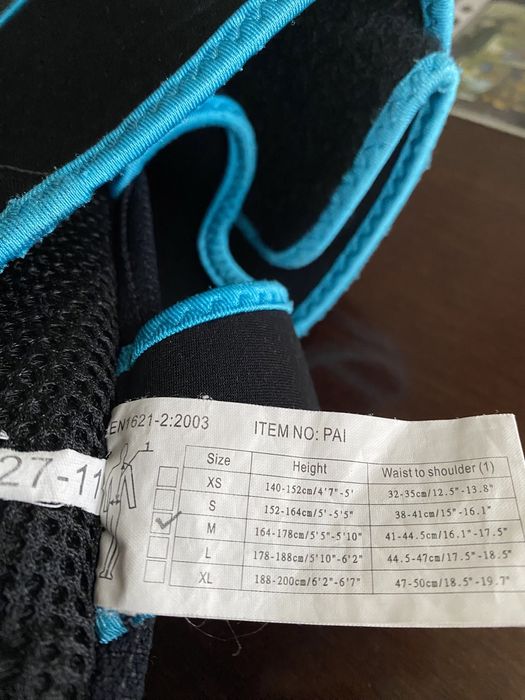 EN1621-2:2003 ITEM NO: PAI
Size Height Waist to shoulder (1)
XS 140-152cm/4'7"-5' 32-35cm/12.5"-13.8"
S 152-164cm/5'-5'5" 38-41cm/15"-16.1"
M 164-178cm/5'5"-5'10" 41-44.5cm/16.1"-17.5"
L 178-188cm/5'10"-6'2" 44.5-47cm/17.5"-18.5"
XL 188-200cm/6'2"-6'7" 47-50cm/18.5"-19.7"
1
27-11